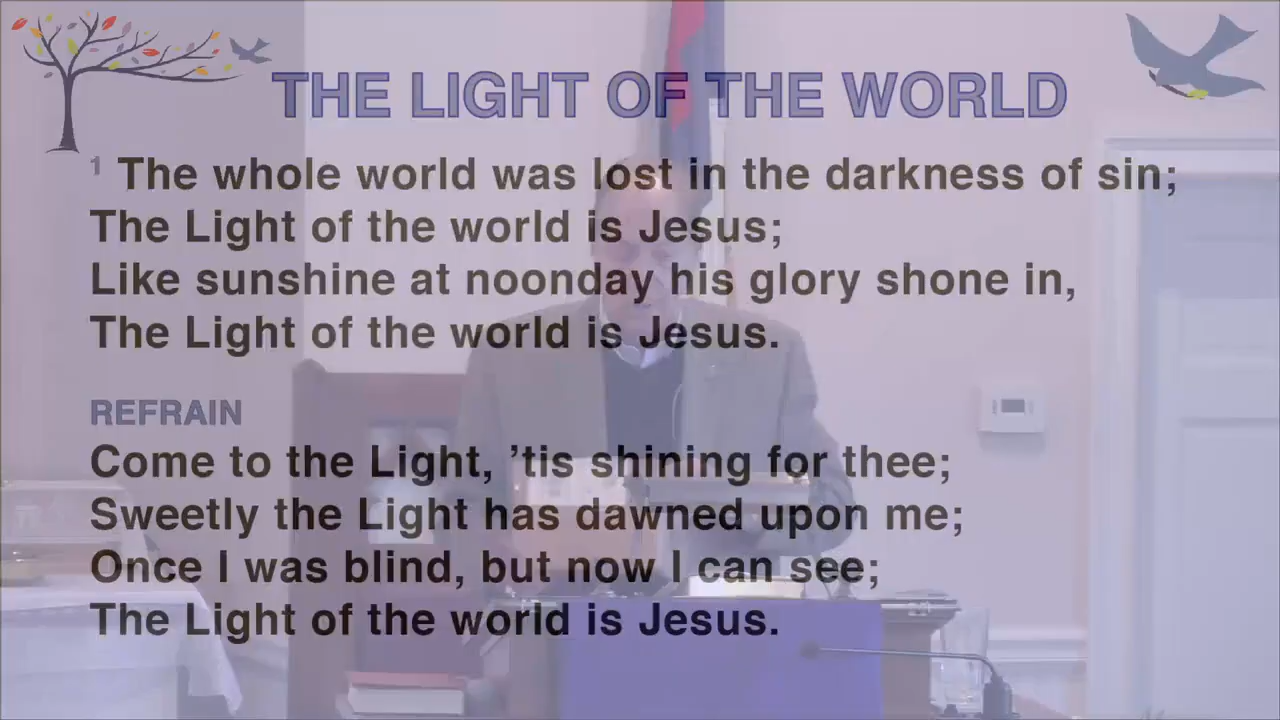 THE LIGHT OF THE WORLD
1 The whole world was lost in the darkness of sin;
The Light of the world is Jesus;
Like sunshine at noonday his glory shone in,
The Light of the world is Jesus.
REFRAIN
Come to the Light, ’tis shining for thee;
Sweetly the Light has dawned upon me;
Once I was blind, but now I can see;
The Light of the world is Jesus.